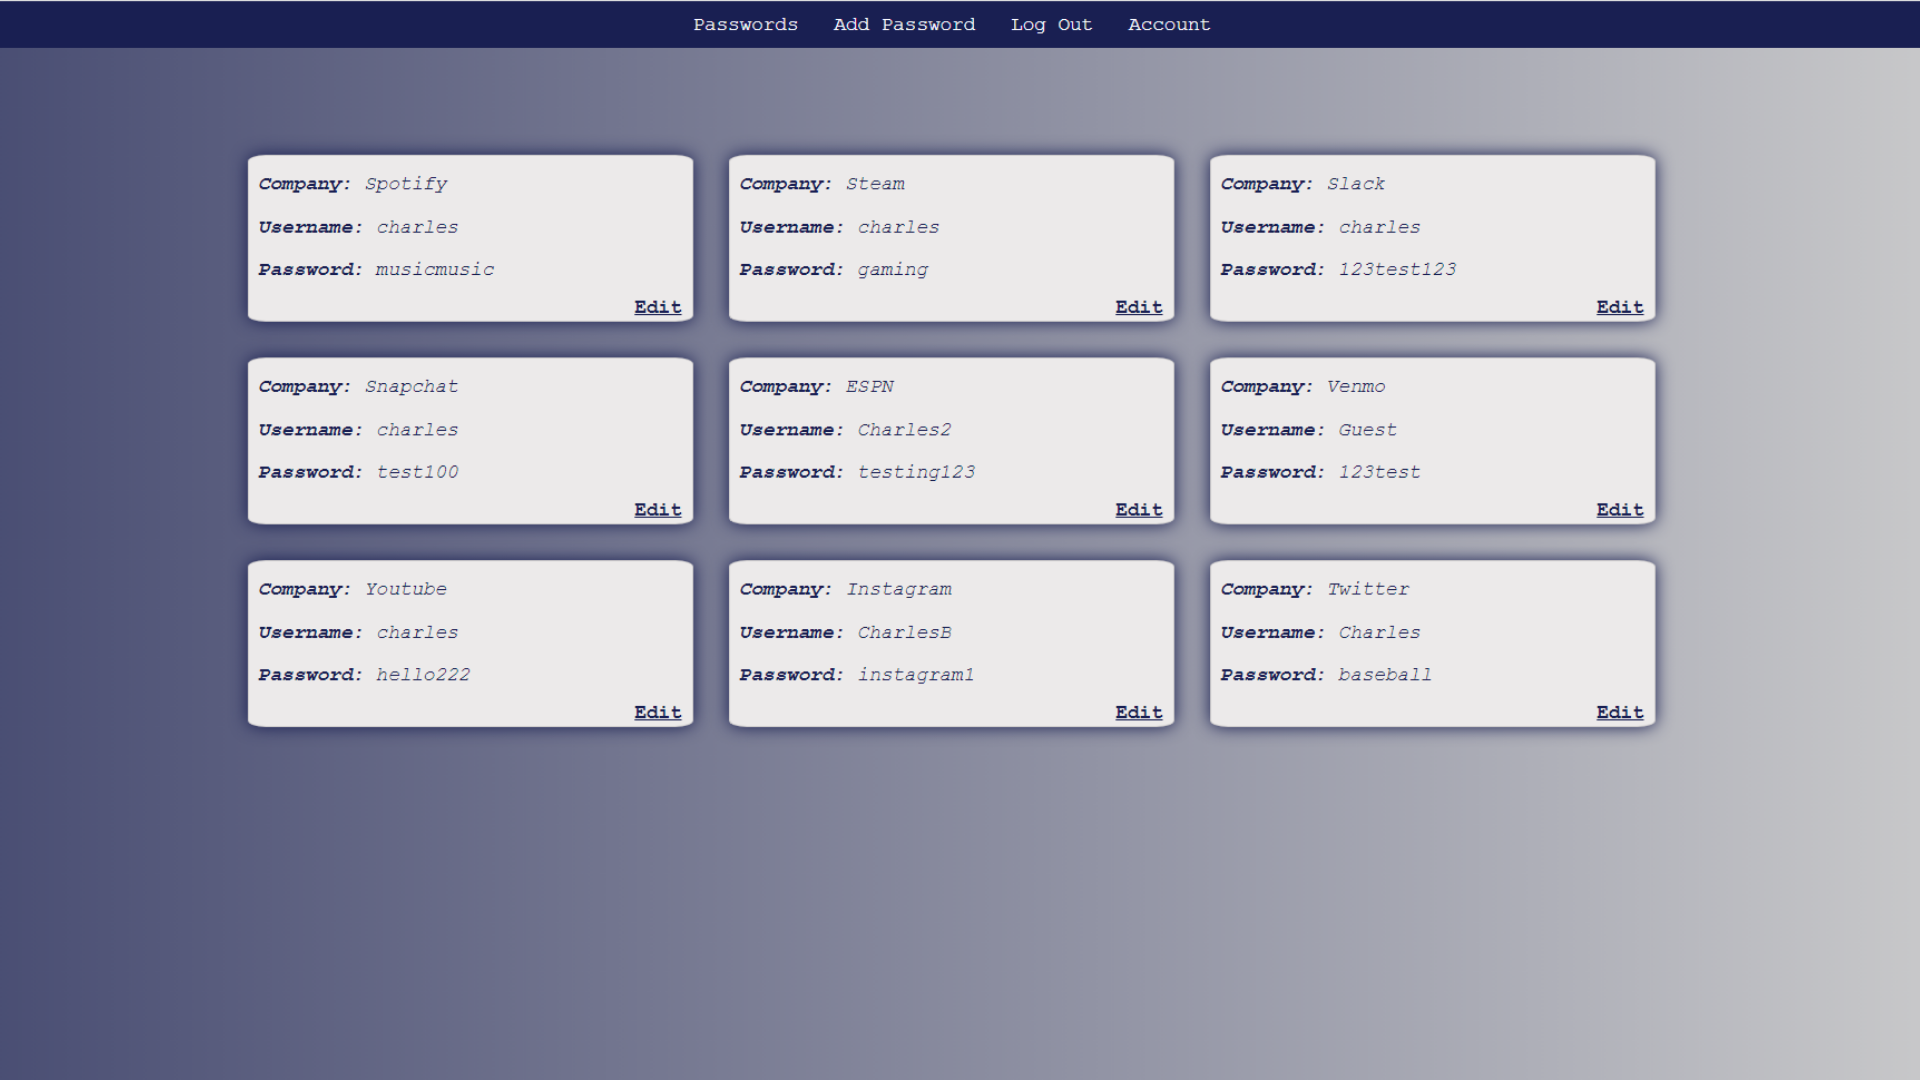 Passwords Add Password Log Out Account
Company: Spotify
Username: charles
Password: musicmusic
Edit
Company: Steam
Username: charles
Password: gaming
Edit
Company: Slack
Username: charles
Password: 123test123
Edit
Company: Snapchat
Username: charles
Password: test100
Edit
Company: ESPN
Username: Charles2
Password: testing123
Edit
Company: Venmo
Username: Guest
Password: 123test
Edit
Company: Youtube
Username: charles
Password: hello222
Edit
Company: Instagram
Username: CharlesB
Password: instagram1
Edit
Company: Twitter
Username: Charles
Password: baseball
Edit